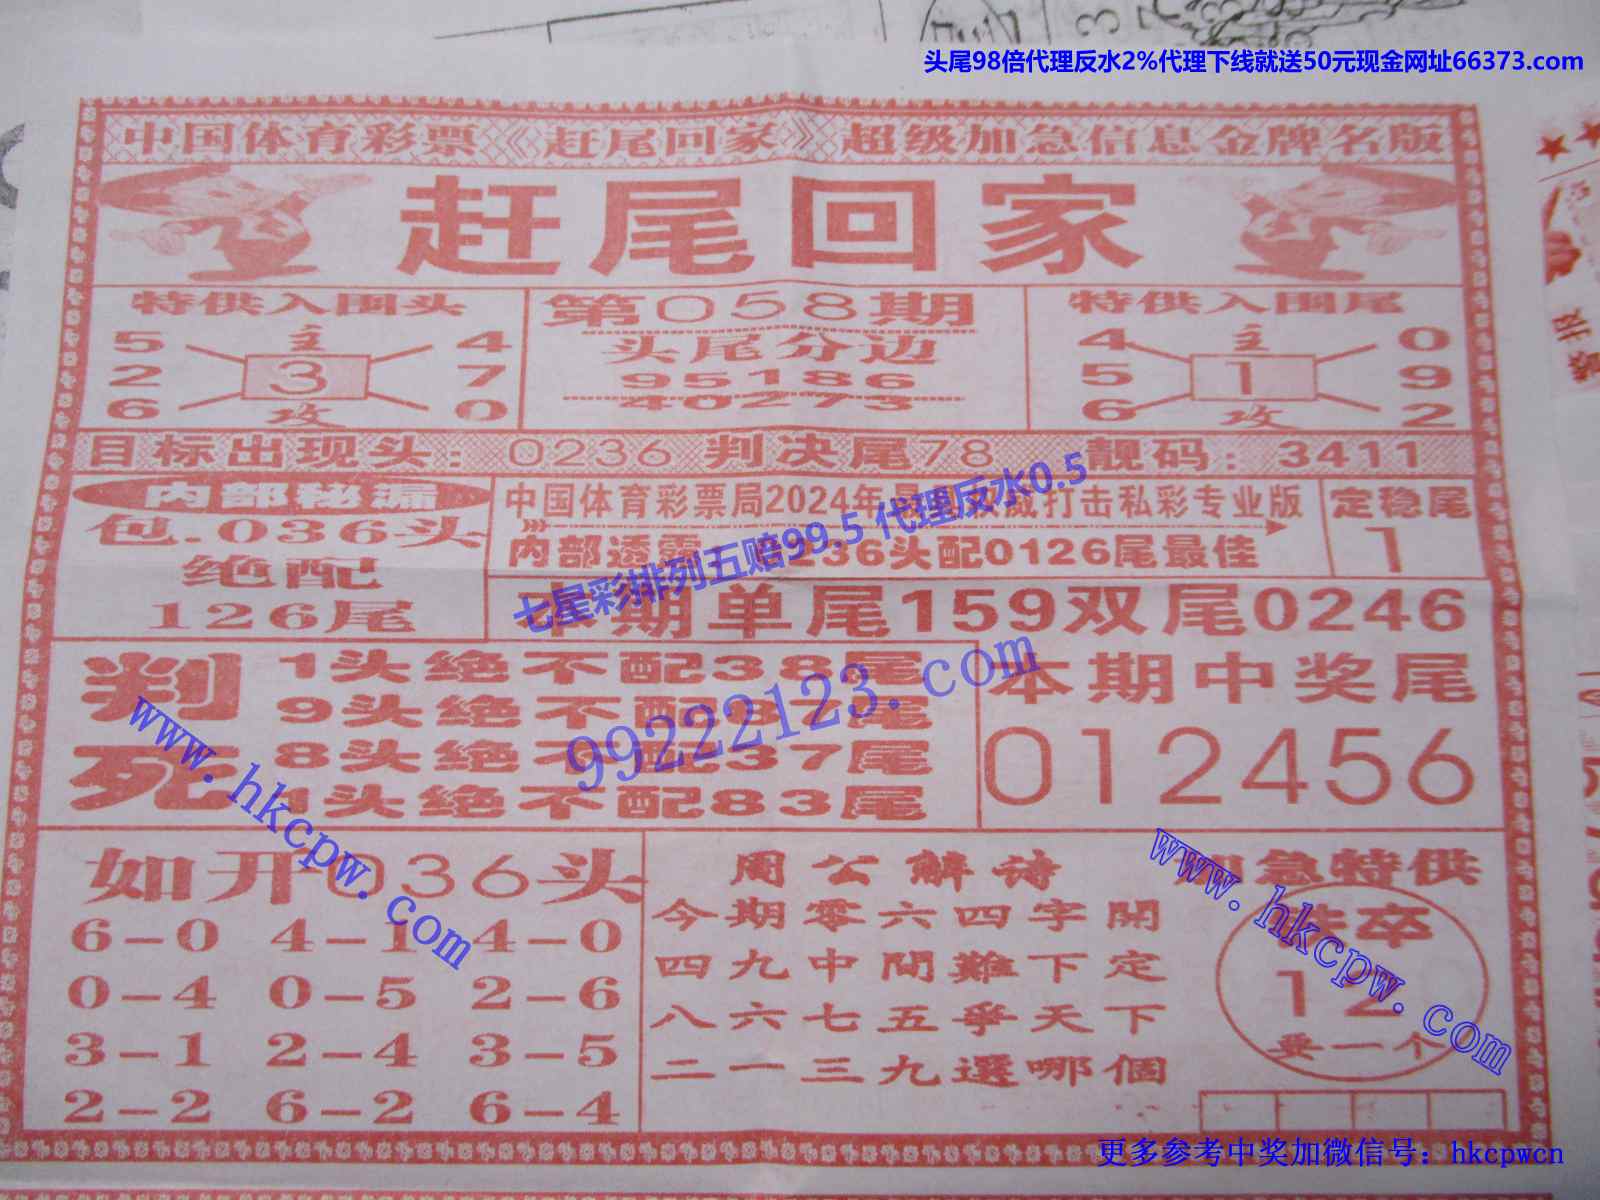 头尾98倍代理反水2%代理下线就送50元现金网址66373.com
中国体育彩票《赶尾回家》超级加急信息金牌名版
赶尾回家
特供入围头
主
5 4
2 3 7
6 0
攻
第058期
头尾分边
95186
40273
特供入围尾
主
4 0
5 1 9
6 2
攻
目标出现头：0236 判决尾78 靓码：3411
内部秘漏
包.036头
绝配
126尾
中国体育彩票局2024年最
打击私彩专业版
内部透露
236头配0126尾最佳
定稳尾
1
七星彩排列五赔99.5 代理反水0.5
本期单尾159双尾0246
判死
1头绝不配38尾
9头绝不配
7尾
8头绝不配37尾
头绝不配83尾
99222123.com
本期中奖尾
012456
www.hkcpw.com
如开036头
6-0 4-1 4-0
0-4 0-5 2-6
3-1 2-4 3-5
2-2 6-2 6-4
周公解诗
今期零六四字開
四九中間難下定
八六七五爭天下
二一三九選哪個
加急特供
卒
12
要一个
www.hkcpw.com
更多参考中奖加微信号：hkcpwcn